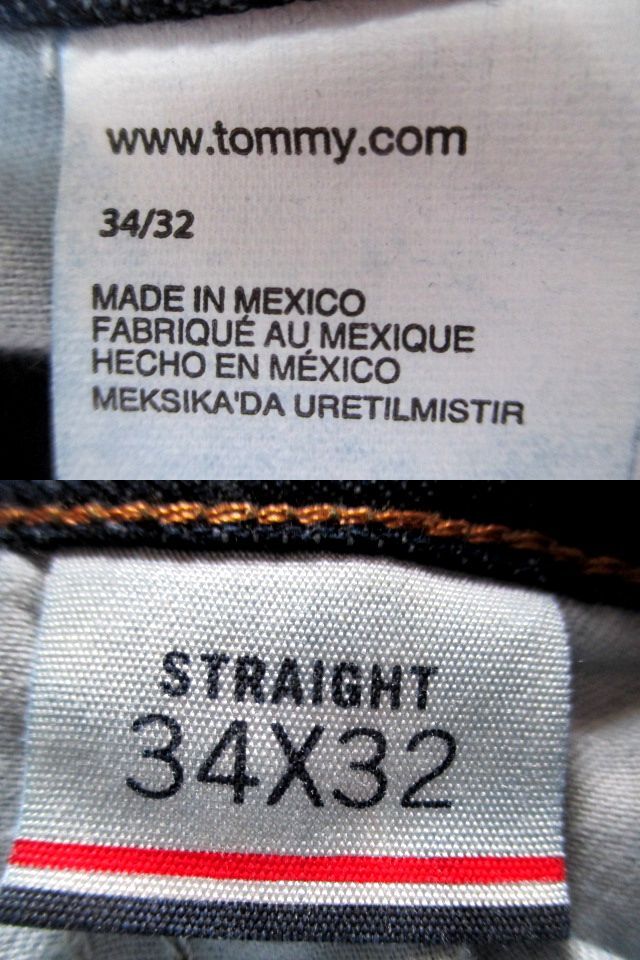 www.tommy.com
34/32
MADE IN MEXICO
FABRIQUÉ AU MEXIQUE
HECHO EN MÉXICO
MEKSIKA'DA URETILMISTIR
STRAIGHT
34X32